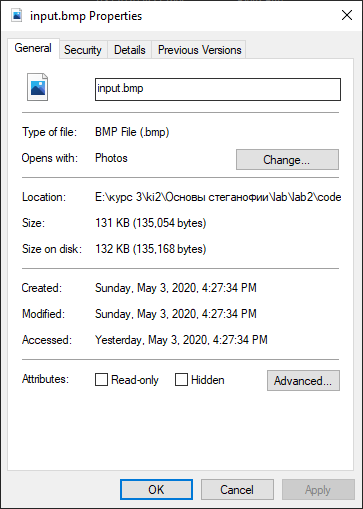 input.bmp Properties
General Security Details Previous Versions
input.bmp
Type of file: BMP File (.bmp)
Opens with: Photos Change...
Location: E:\курс 3\ki2\Основы стеганофии\lab\lab2\code
Size: 131 KB (135,054 bytes)
Size on disk: 132 KB (135,168 bytes)
Created: Sunday, May 3, 2020, 4:27:34 PM
Modified: Sunday, May 3, 2020, 4:27:34 PM
Accessed: Yesterday, May 3, 2020, 4:27:34 PM
Attributes: Read-only Hidden Advanced...
OK Cancel Apply